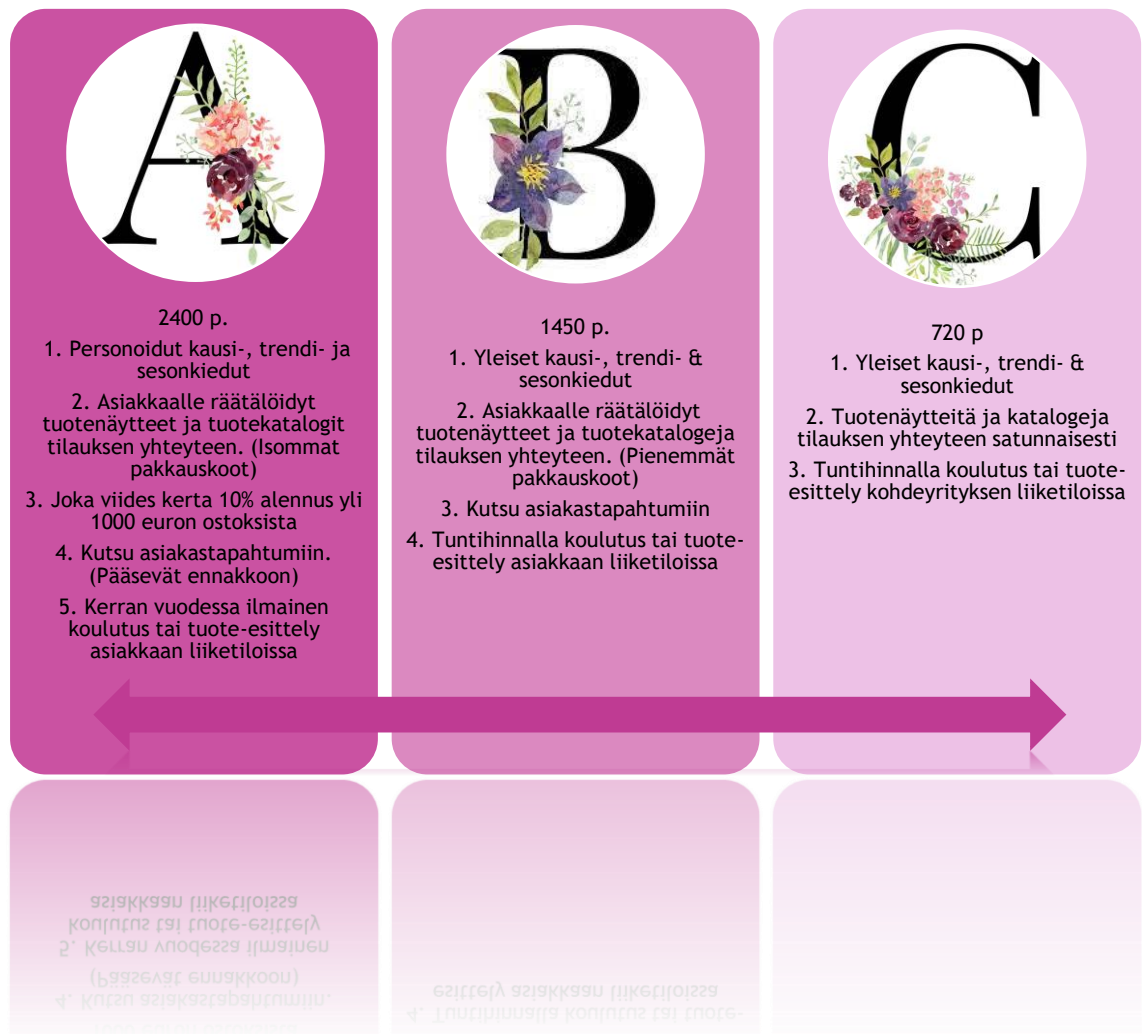 A
2400 p.
1. Personoidut kausi-, trendi- ja
sesonkiedut
2. Asiakkaalle räätälöidyt
tuotenäytteet ja tuotekatalogit
tilauksen yhteyteen. (Isommat
pakkauskoot)
3. Joka viides kerta 10% alennus yli
1000 euron ostoksista
4. Kutsu asiakastapahtumiin.
(Pääsevät ennakkoon)
5. Kerran vuodessa ilmainen
koulutus tai tuote-esittely
asiakkaan liiketiloissa
B
1450 p.
1. Yleiset kausi-, trendi- &
sesonkiedut
2. Asiakkaalle räätälöidyt
tuotenäytteet ja tuotekatalogeja
tilauksen yhteyteen. (Pienemmät
pakkauskoot)
3. Kutsu asiakastapahtumiin
4. Tuntihinnalla koulutus tai tuote-
esittely asiakkaan liiketiloissa
C
720 p
1. Yleiset kausi-, trendi- &
sesonkiedut
2. Tuotenäytteitä ja katalogeja
tilauksen yhteyteen satunnaisesti
3. Tuntihinnalla koulutus tai tuote-
esittely kohdeyrityksen liiketiloissa